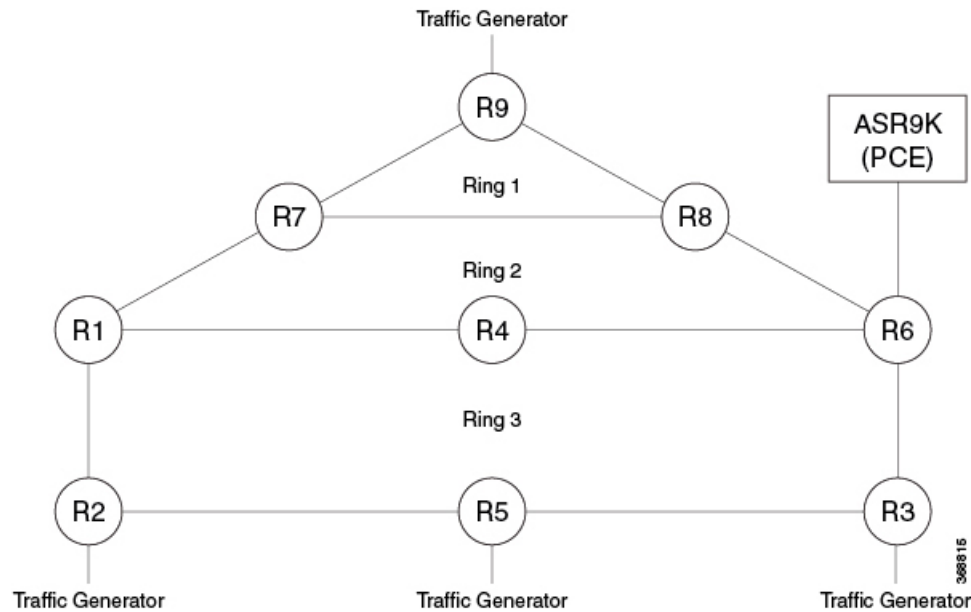 Traffic Generator
R9
ASR9K
(PCE)
Ring 1
R7
R8
Ring 2
R1
R4
R6
Ring 3
R2
R5
R3
368815
Traffic Generator
Traffic Generator
Traffic Generator